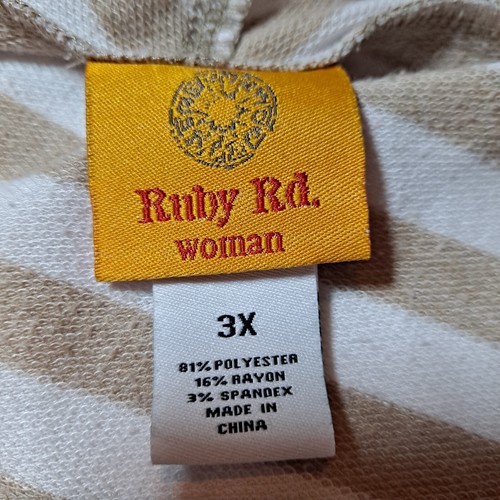 Ruby Rd.
woman
3X
81% POLYESTER
16% RAYON
3% SPANDEX
MADE IN
CHINA